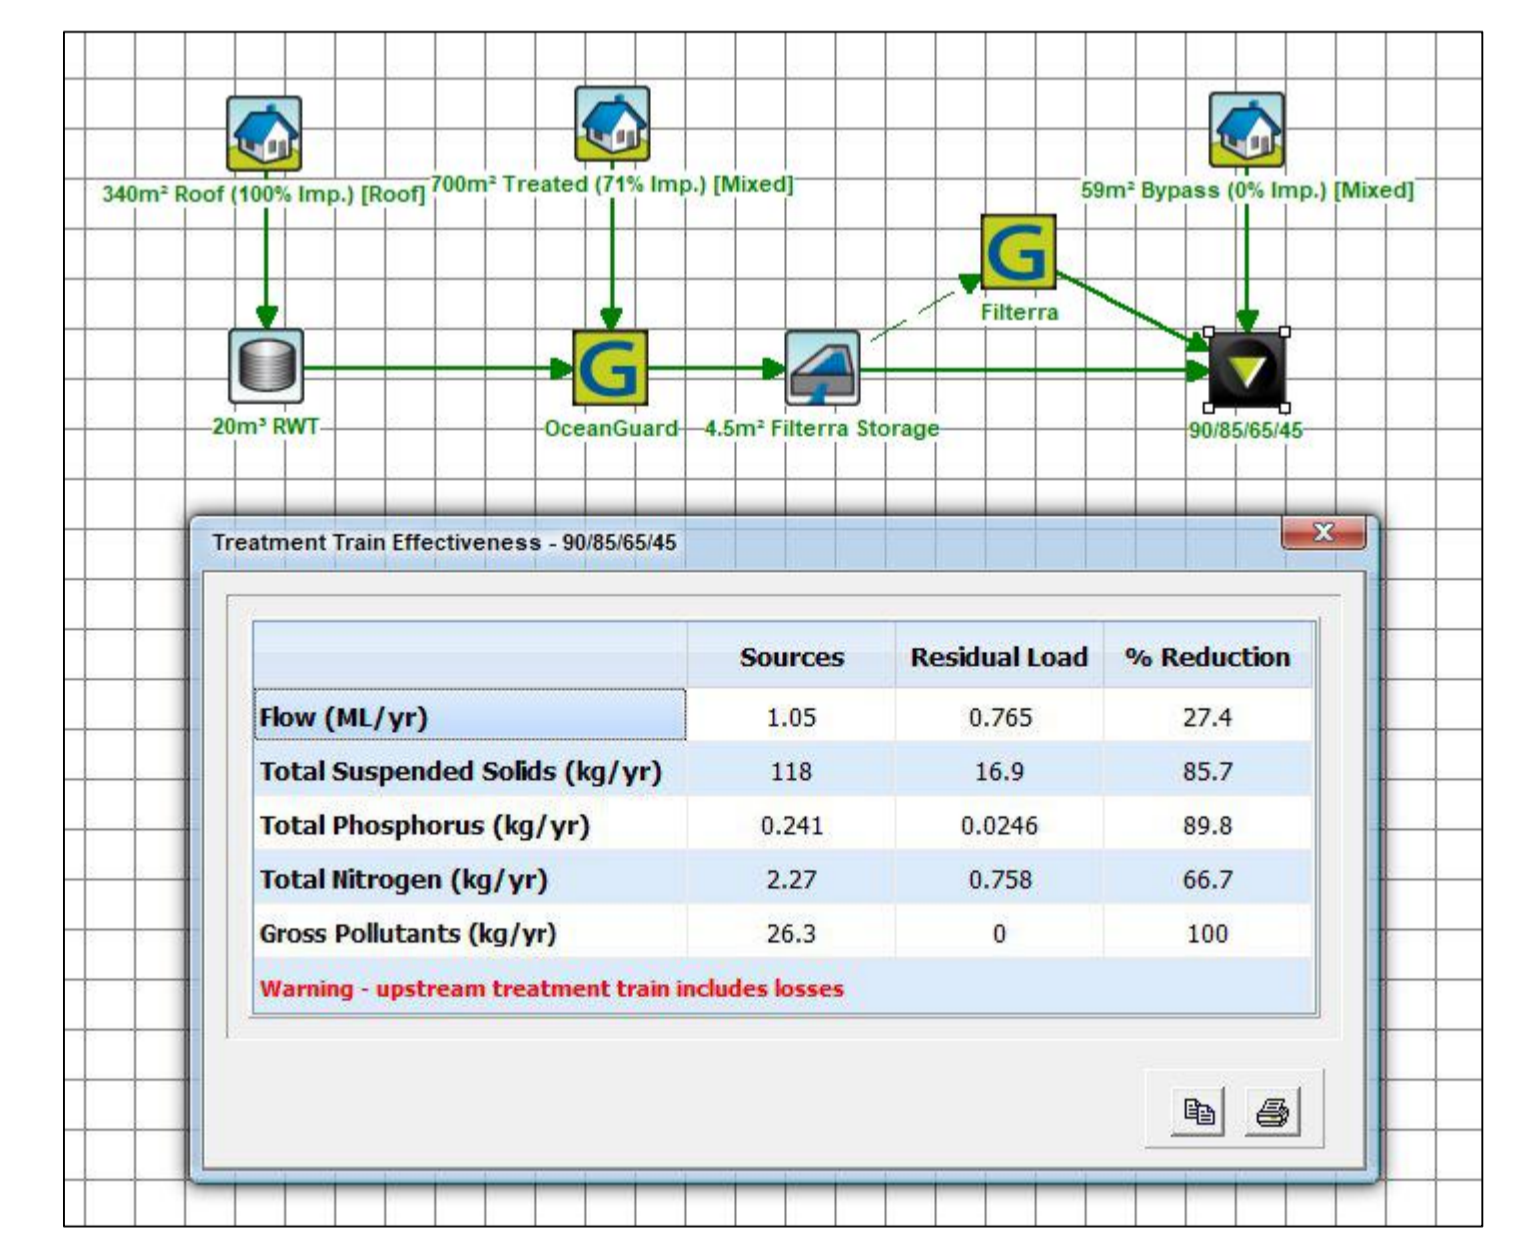 340m² Roof (100% Imp.) [Roof]
700m² Treated (71% Imp.) [Mixed]
59m² Bypass (0% Imp.) [Mixed]
G
Filterra
G
20m³ RWT
OceanGuard
4.5m² Filterra Storage
90/85/65/45
Treatment Train Effectiveness - 90/85/65/45
X
Sources Residual Load % Reduction
Flow (ML/yr) 1.05 0.765 27.4
Total Suspended Solids (kg/yr) 118 16.9 85.7
Total Phosphorus (kg/yr) 0.241 0.0246 89.8
Total Nitrogen (kg/yr) 2.27 0.758 66.7
Gross Pollutants (kg/yr) 26.3 0 100
Warning - upstream treatment train includes losses